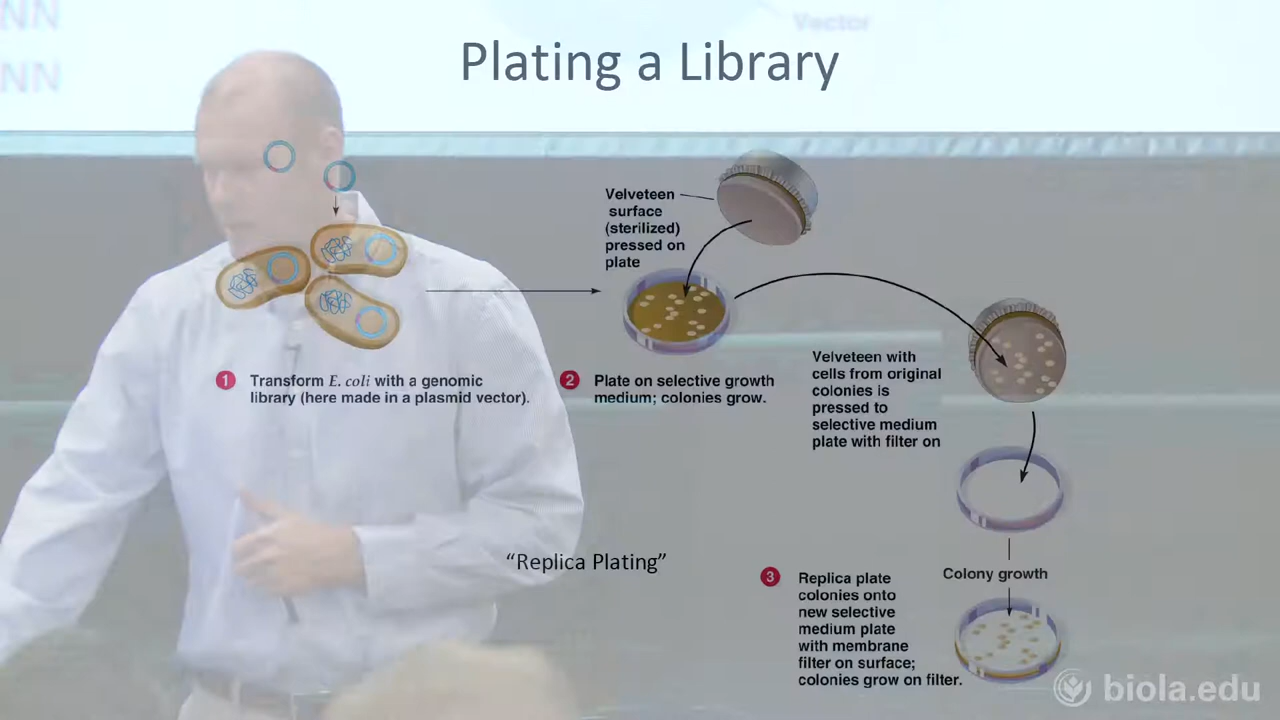 NN
NN
Vector
Plating a Library
Velveteen
surface
(sterilized)
pressed on
plate
1 Transform E. coli with a genomic
library (here made in a plasmid vector).
2 Plate on selective growth
medium; colonies grow.
Velveteen with
cells from original
colonies is
pressed to
selective medium
plate with filter on
“Replica Plating”
Colony growth
3 Replica plate
colonies onto
new selective
medium plate
with membrane
filter on surface;
colonies grow on filter.
biola.edu